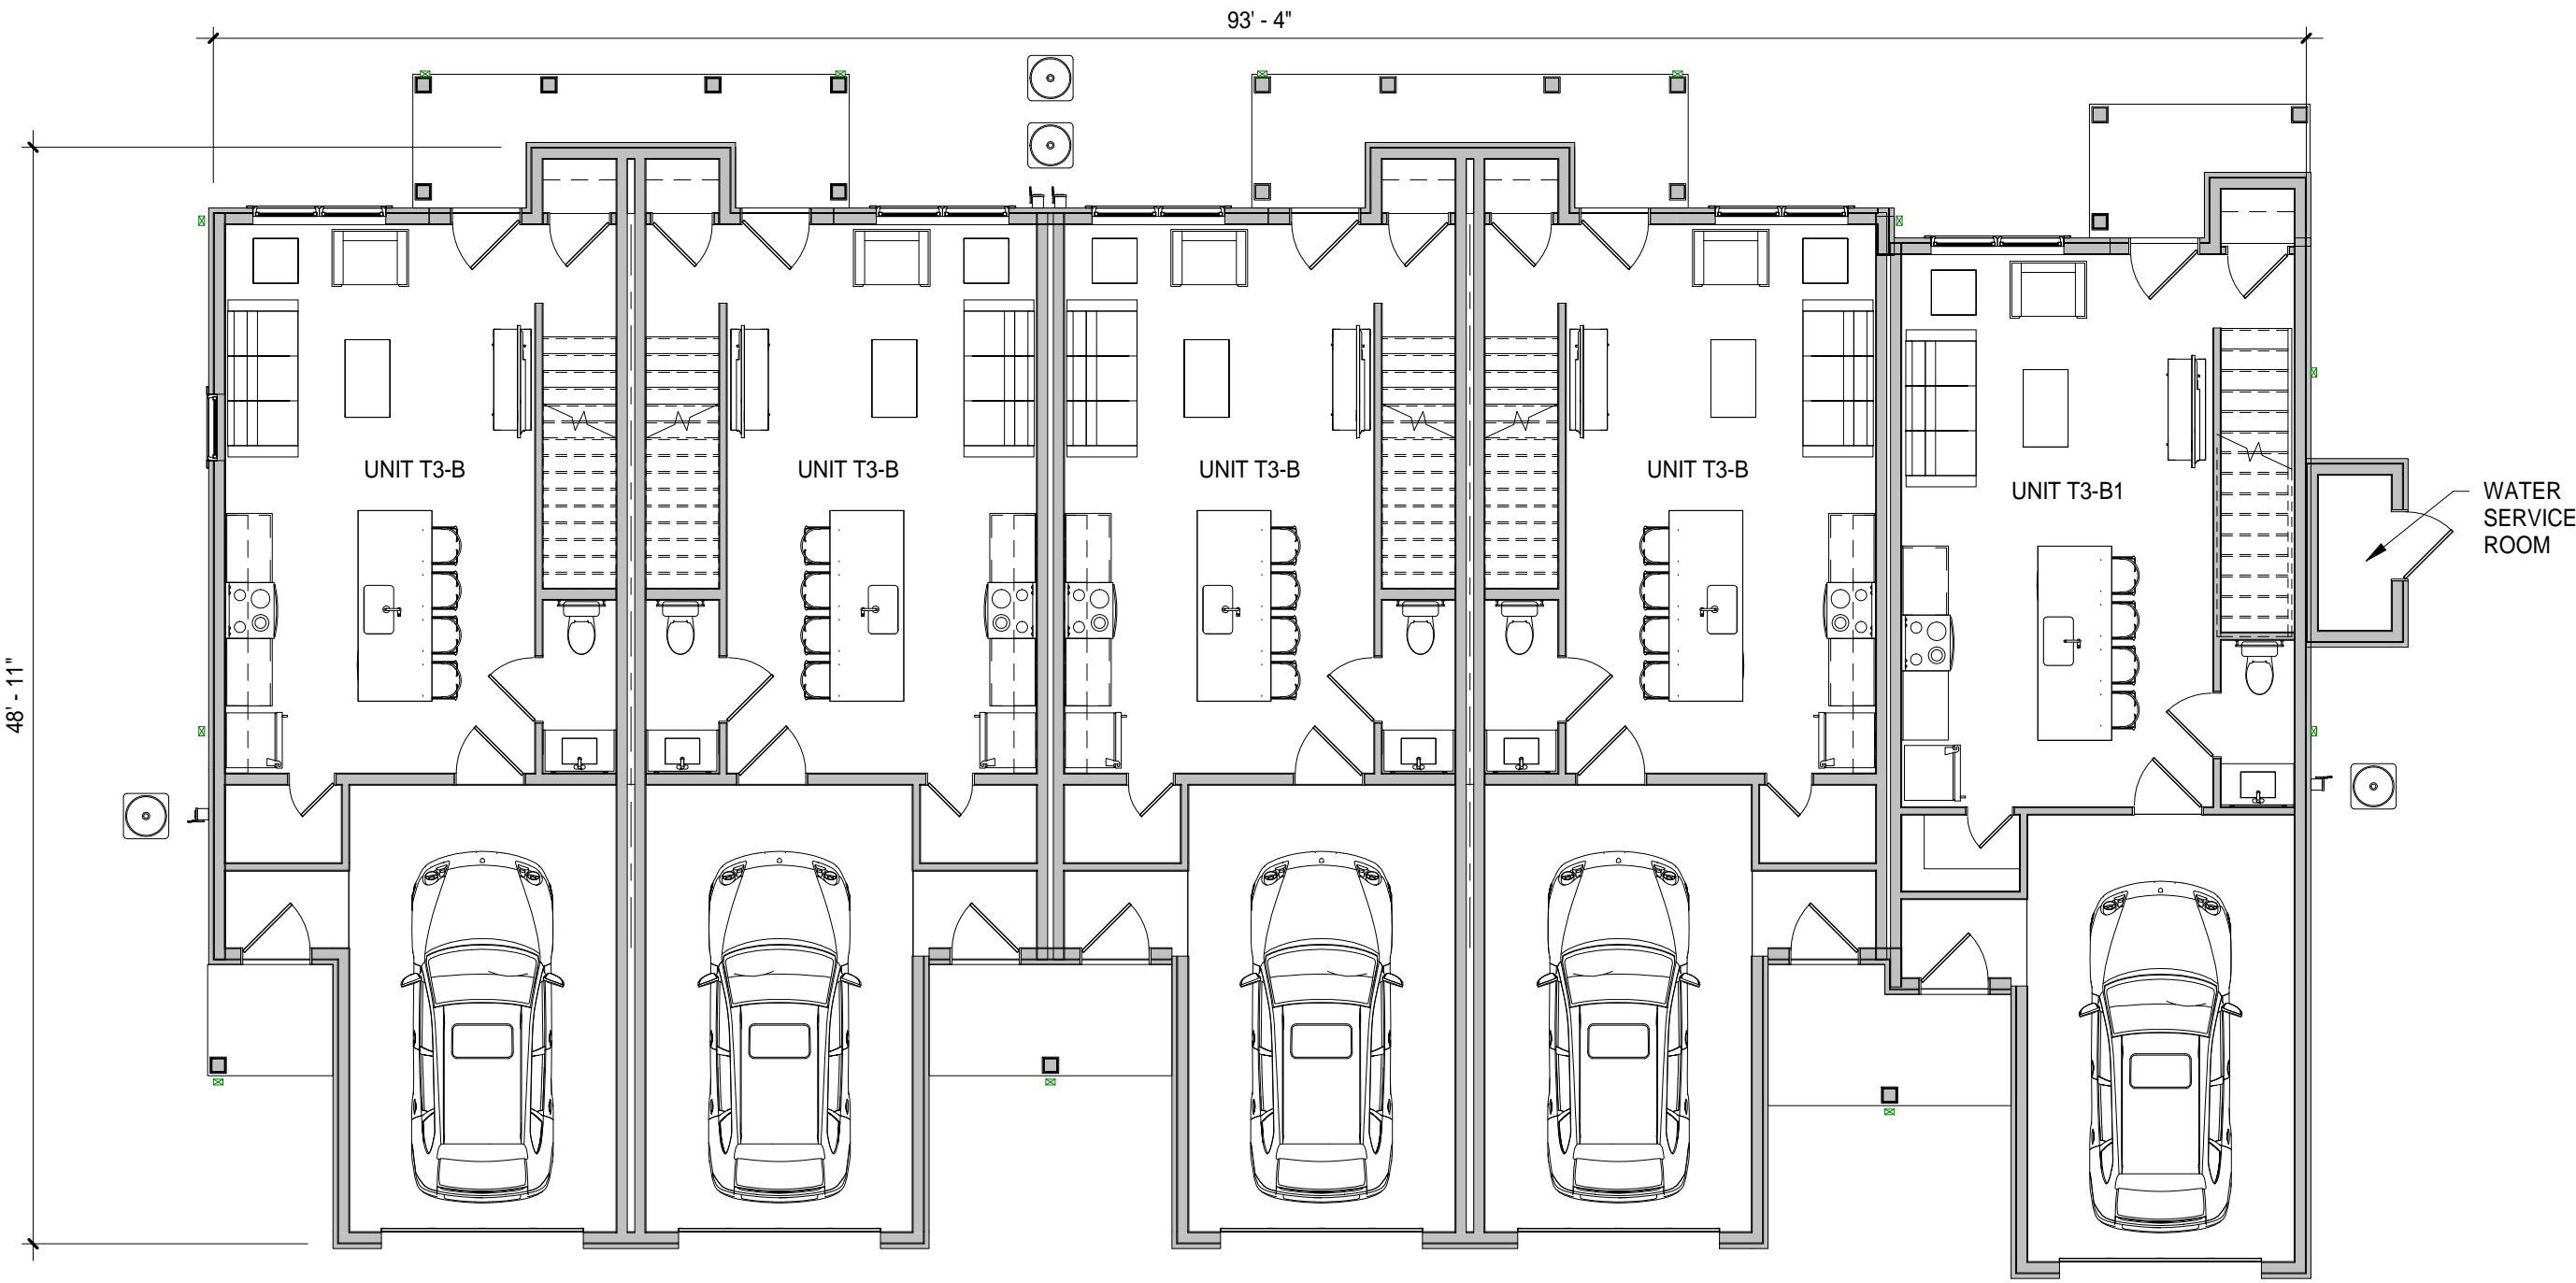 93' - 4"
48' - 11"
UNIT T3-B
UNIT T3-B
UNIT T3-B
UNIT T3-B
UNIT T3-B1
WATER
SERVICE
ROOM